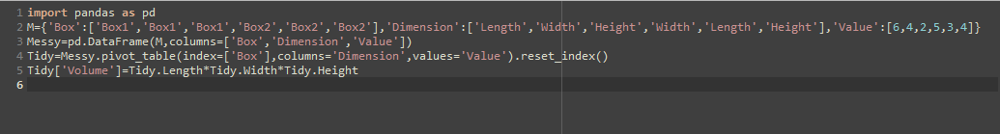 1 import pandas as pd
2 M={'Box':['Box1','Box1','Box1','Box2','Box2','Box2'],'Dimension':['Length','Width','Height','Width','Length','Height'],'Value':[6,4,2,5,3,4]}
3 Messy=pd.DataFrame(M,columns=['Box','Dimension','Value'])
4 Tidy=Messy.pivot_table(index=['Box'],columns='Dimension',values='Value').reset_index()
5 Tidy['Volume']=Tidy.Length*Tidy.Width*Tidy.Height
6